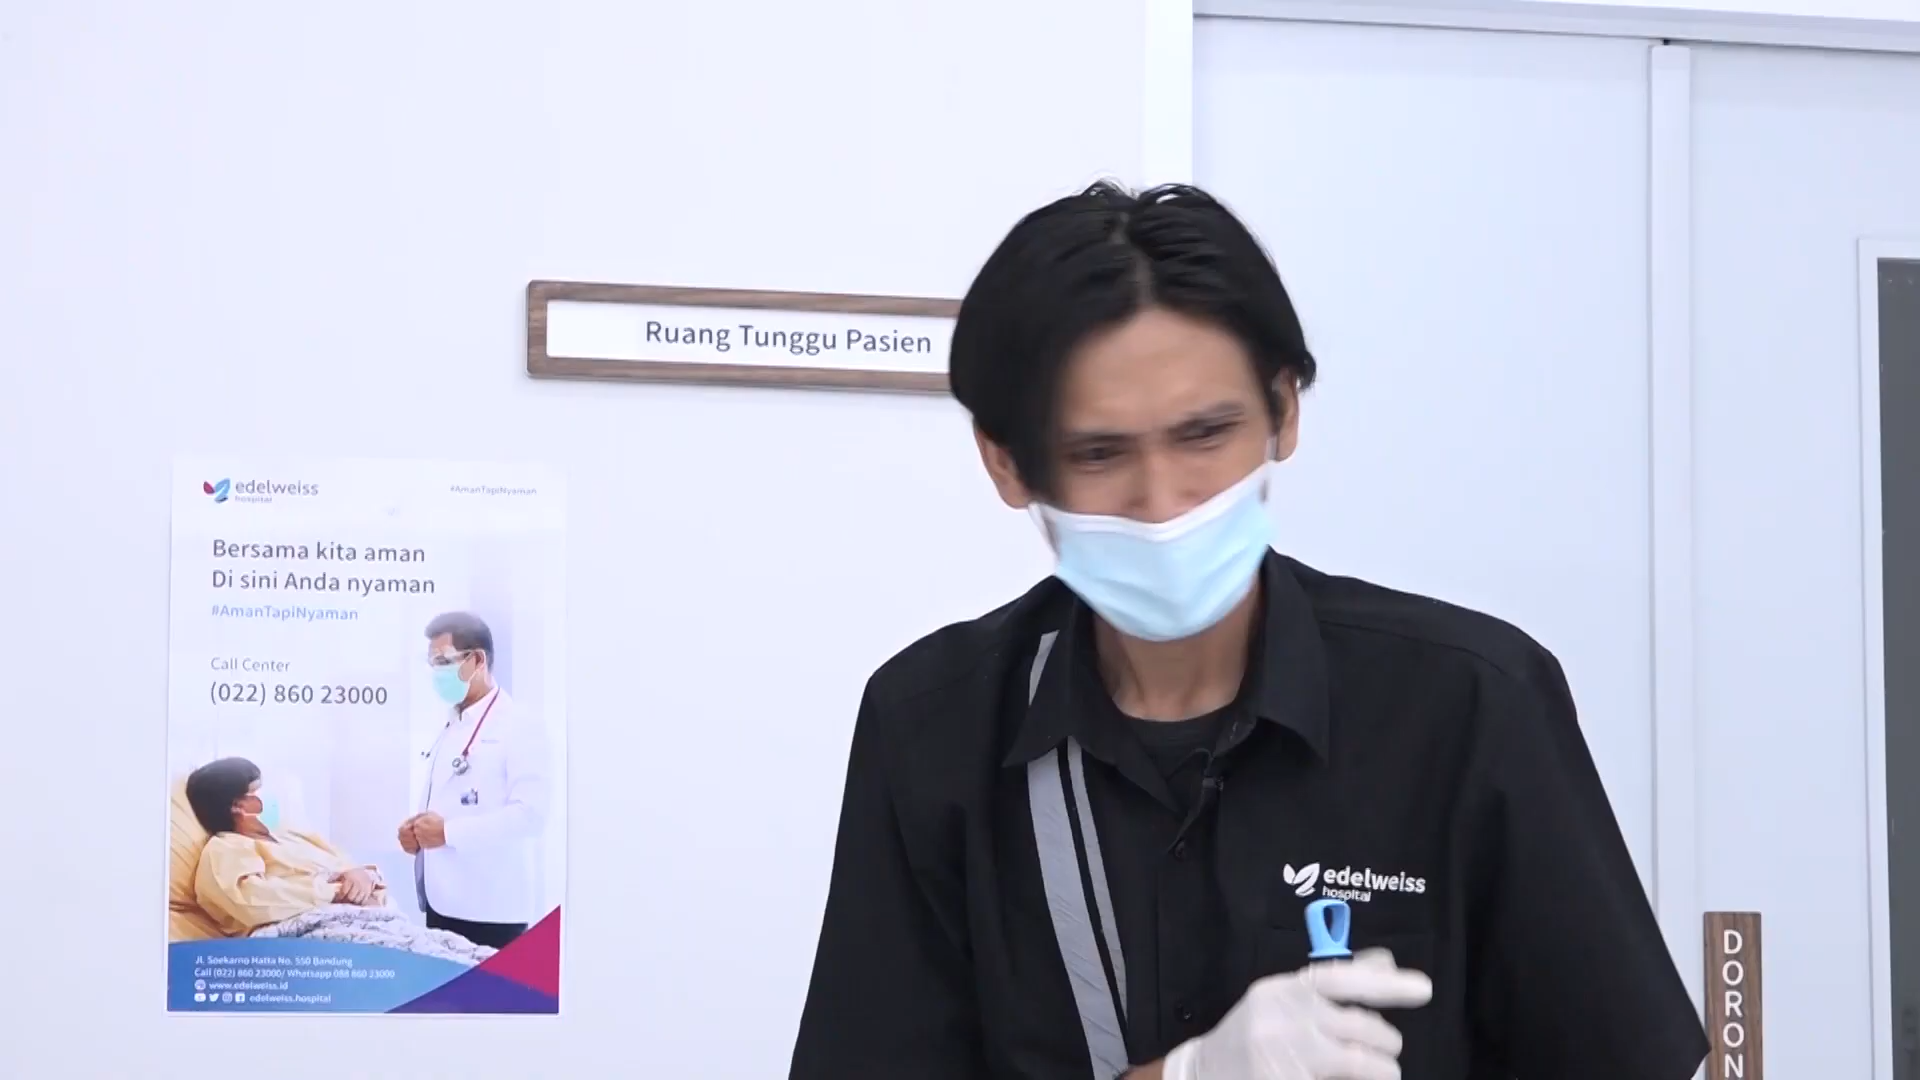 Ruang Tunggu Pasien
edelweiss
hospital
#AmanTapiNyaman
Bersama kita aman
Di sini Anda nyaman
#AmanTapiNyaman
Call Center
(022) 860 23000
Jl. Soekarno Hatta No. 550 Bandung
Call (022) 860 23000/ Whatsapp 088 860 23000
www.edelweiss.id
edelweiss.hospital
edelweiss
hospital
DORON